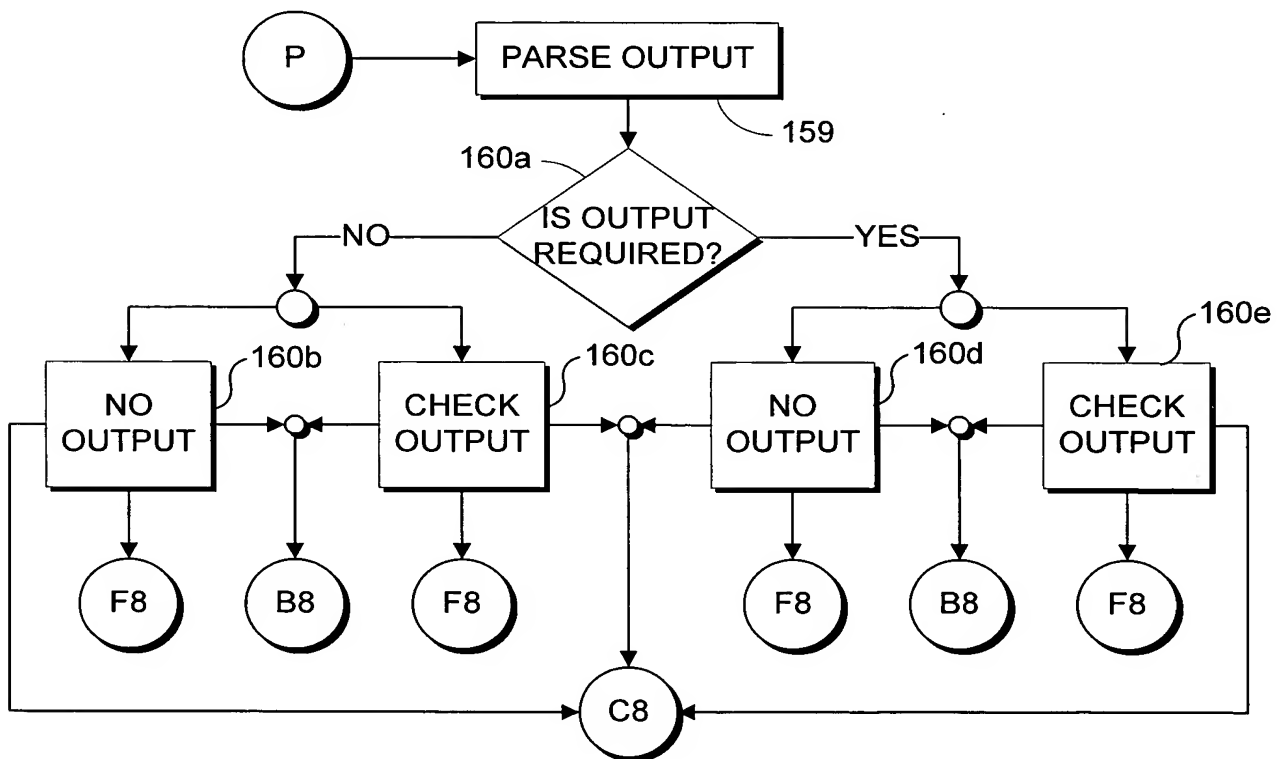 P
PARSE OUTPUT
159
160a
IS OUTPUT
REQUIRED?
NO
YES
160b
160c
160d
160e
NO
OUTPUT
CHECK
OUTPUT
NO
OUTPUT
CHECK
OUTPUT
F8
B8
F8
F8
B8
F8
C8